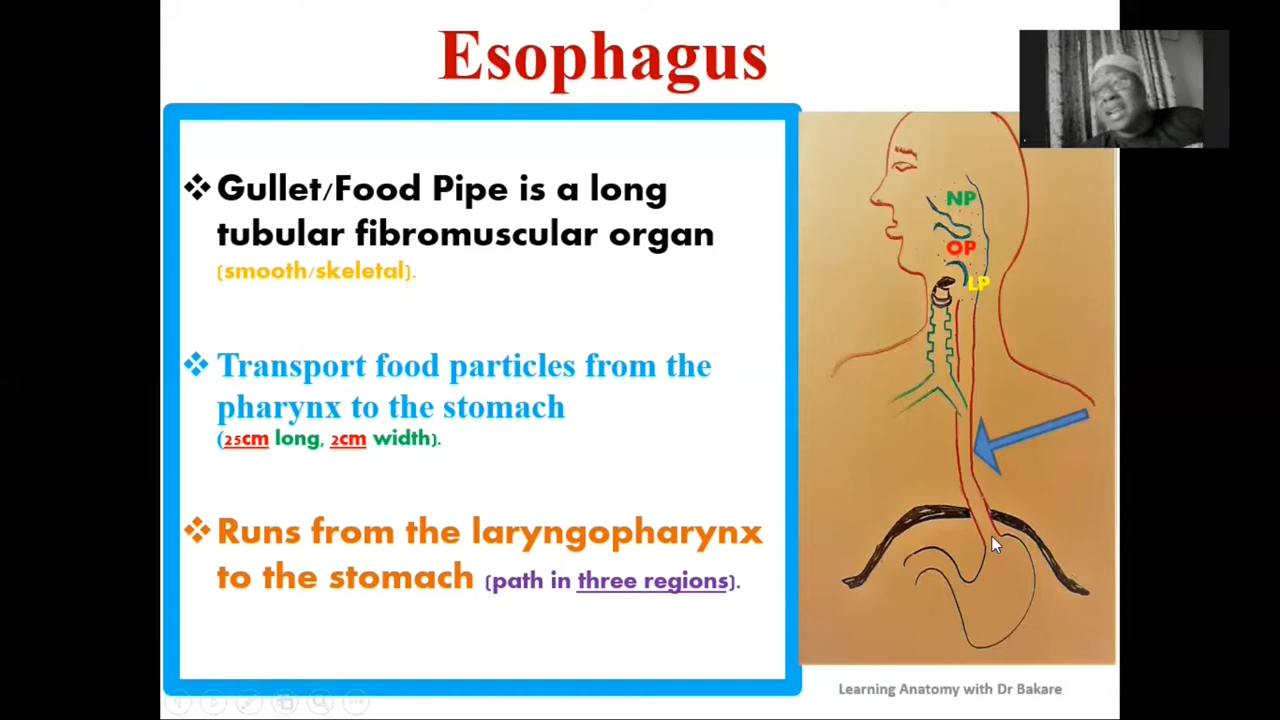 Esophagus
Gullet/Food Pipe is a long
tubular fibromuscular organ
(smooth/skeletal).
Transport food particles from the
pharynx to the stomach
(25cm long, 2cm width).
Runs from the laryngopharynx
to the stomach (path in three regions).
NP
OP
LP
Learning Anatomy with Dr Bakare